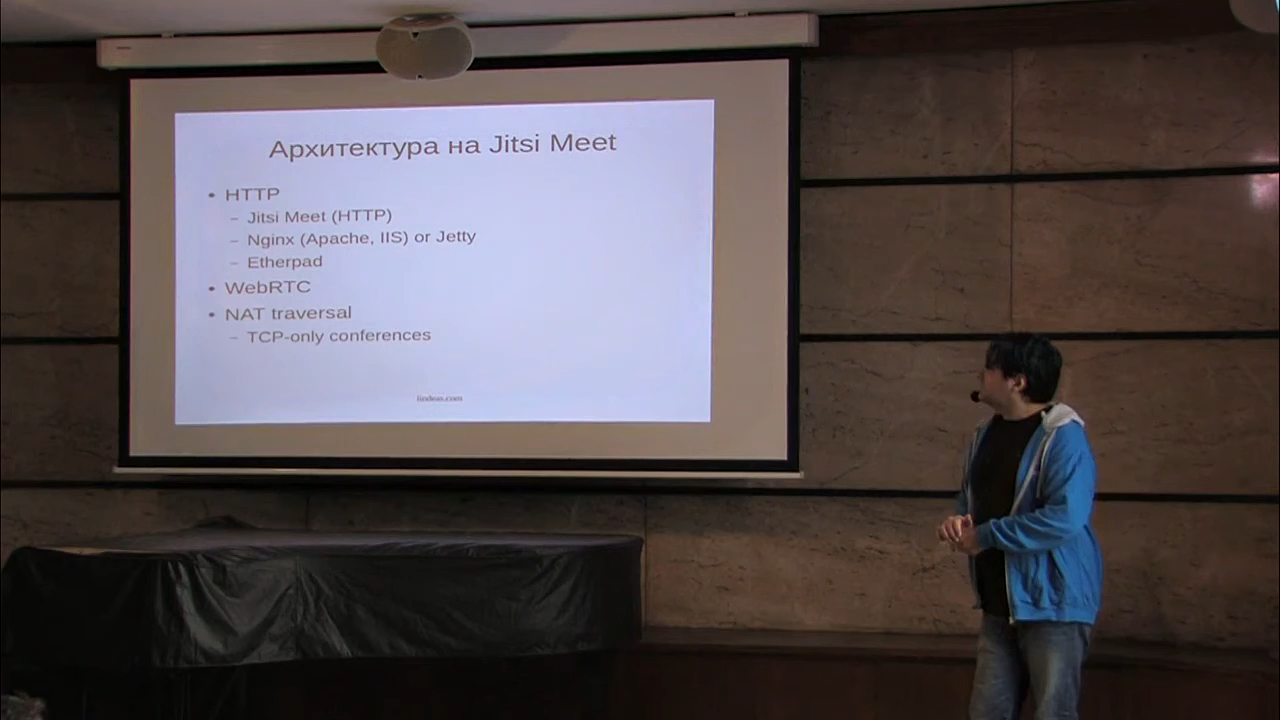 Архитектура на Jitsi Meet
• HTTP
– Jitsi Meet (HTTP)
– Nginx (Apache, IIS) or Jetty
– Etherpad
• WebRTC
• NAT traversal
– TCP-only conferences